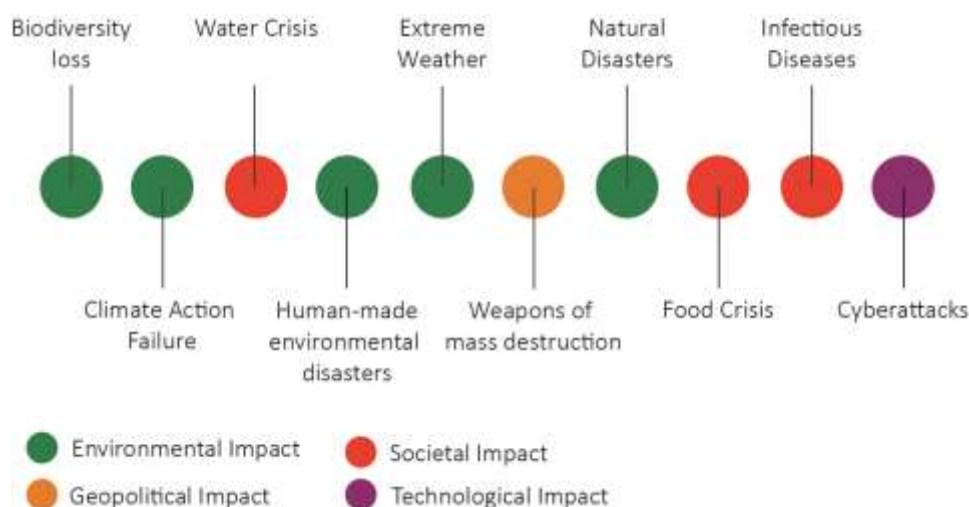 Biodiversity
loss
Water Crisis
Extreme
Weather
Natural
Disasters
Infectious
Diseases
Climate Action
Failure
Human-made
environmental
disasters
Weapons of
mass destruction
Food Crisis
Cyberattacks
Environmental Impact
Societal Impact
Geopolitical Impact
Technological Impact